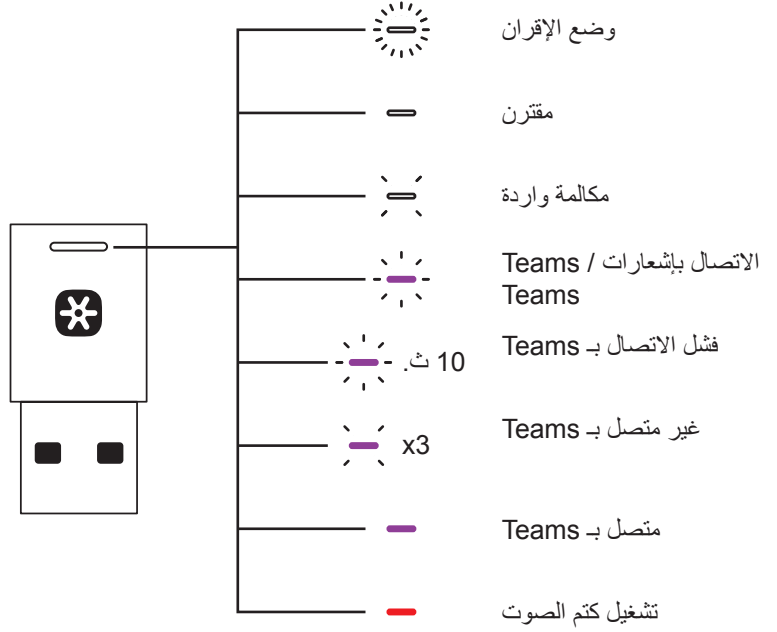 وضع الإقران
مقترن
مكالمة واردة
الاتصال بإشعارات Teams /
Teams
10 ث.
فشل الاتصال بـ Teams
x3
غير متصل بـ Teams
متصل بـ Teams
تشغيل كتم الصوت